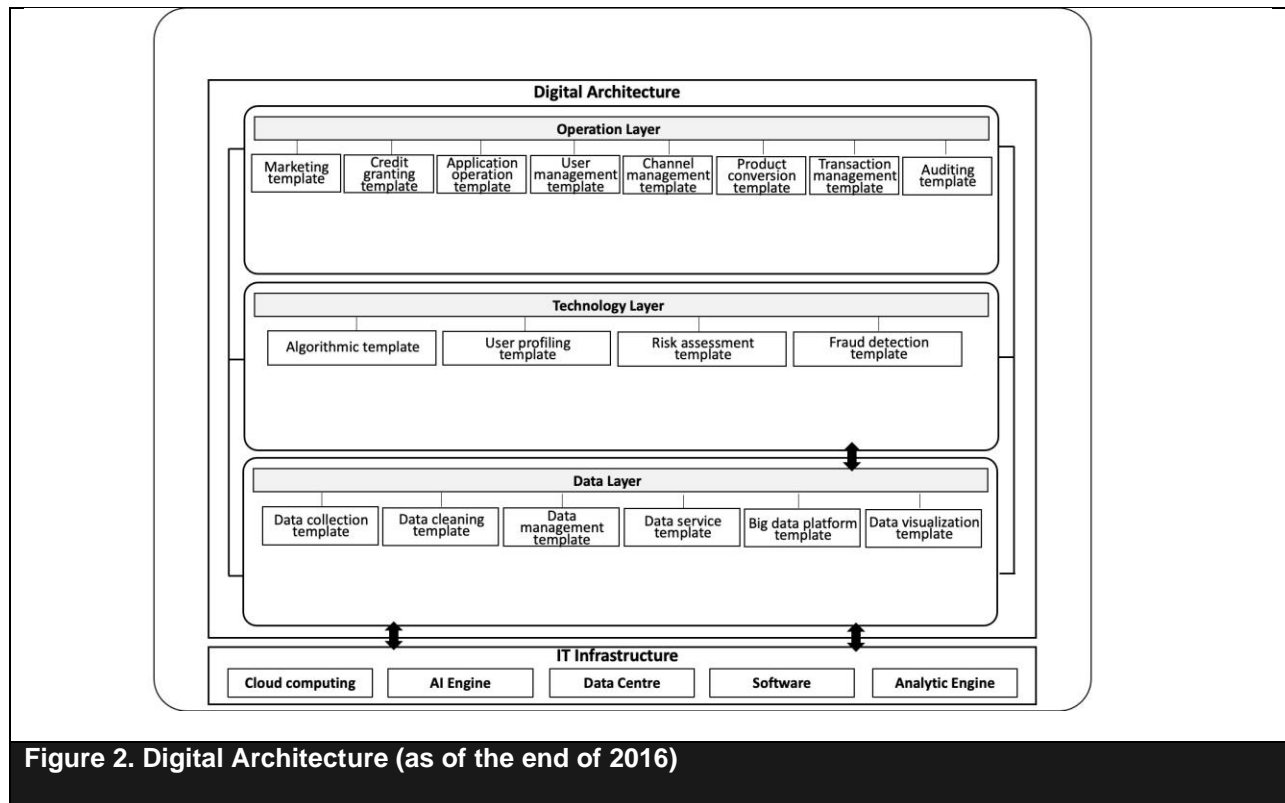 Digital Architecture
Operation Layer
Marketing
template
Credit
granting
template
Application
operation
template
User
management
template
Channel
management
template
Product
conversion
template
Transaction
management
template
Auditing
template
Technology Layer
Algorithmic template
User profiling
template
Risk assessment
template
Fraud detection
template
Data Layer
Data collection
template
Data cleaning
template
Data
management
template
Data service
template
Big data platform
template
Data visualization
template
IT Infrastructure
Cloud computing
AI Engine
Data Centre
Software
Analytic Engine
Figure 2. Digital Architecture (as of the end of 2016)